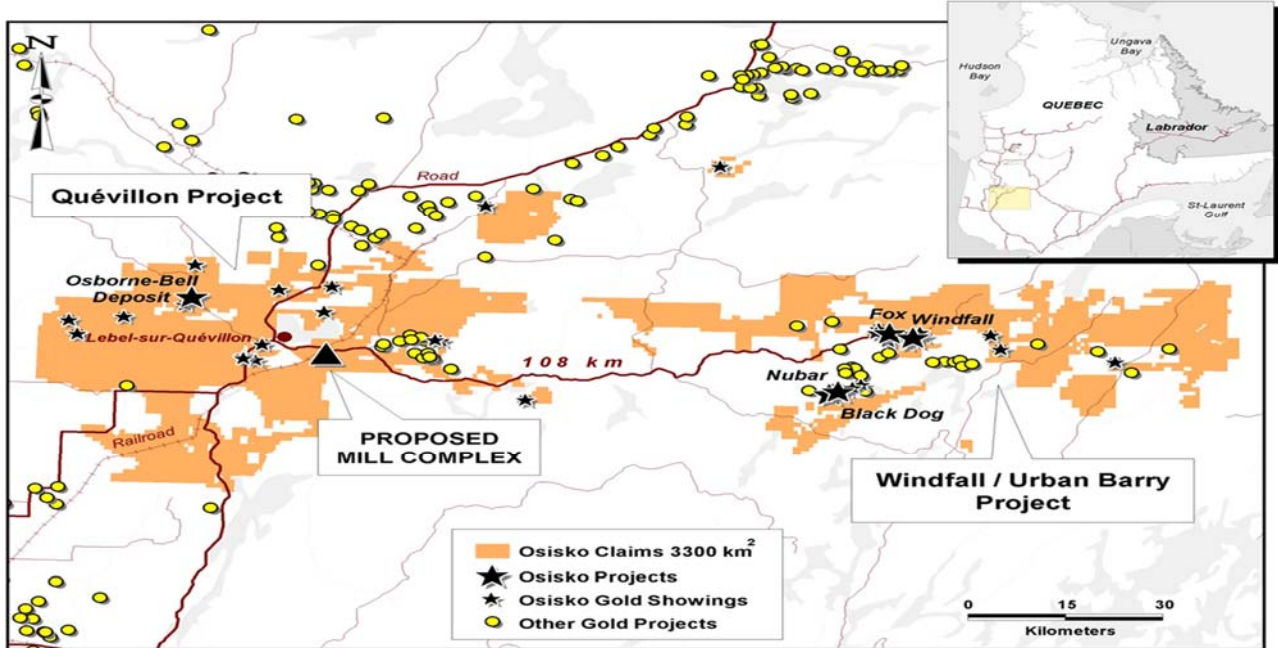 N
Hudson
Bay
Ungava
Bay
QUEBEC
Labrador
St-Laurent
Gulf
Road
Quévillon Project
Osborne-Bell
Deposit
Lebel-sur-Quévillon
108 km
Fox
Windfall
Nubar
Black Dog
Railroad
PROPOSED
MILL COMPLEX
Windfall / Urban Barry
Project
Osisko Claims 3300 km²
Osisko Projects
Osisko Gold Showings
Other Gold Projects
0 15 30
Kilometers